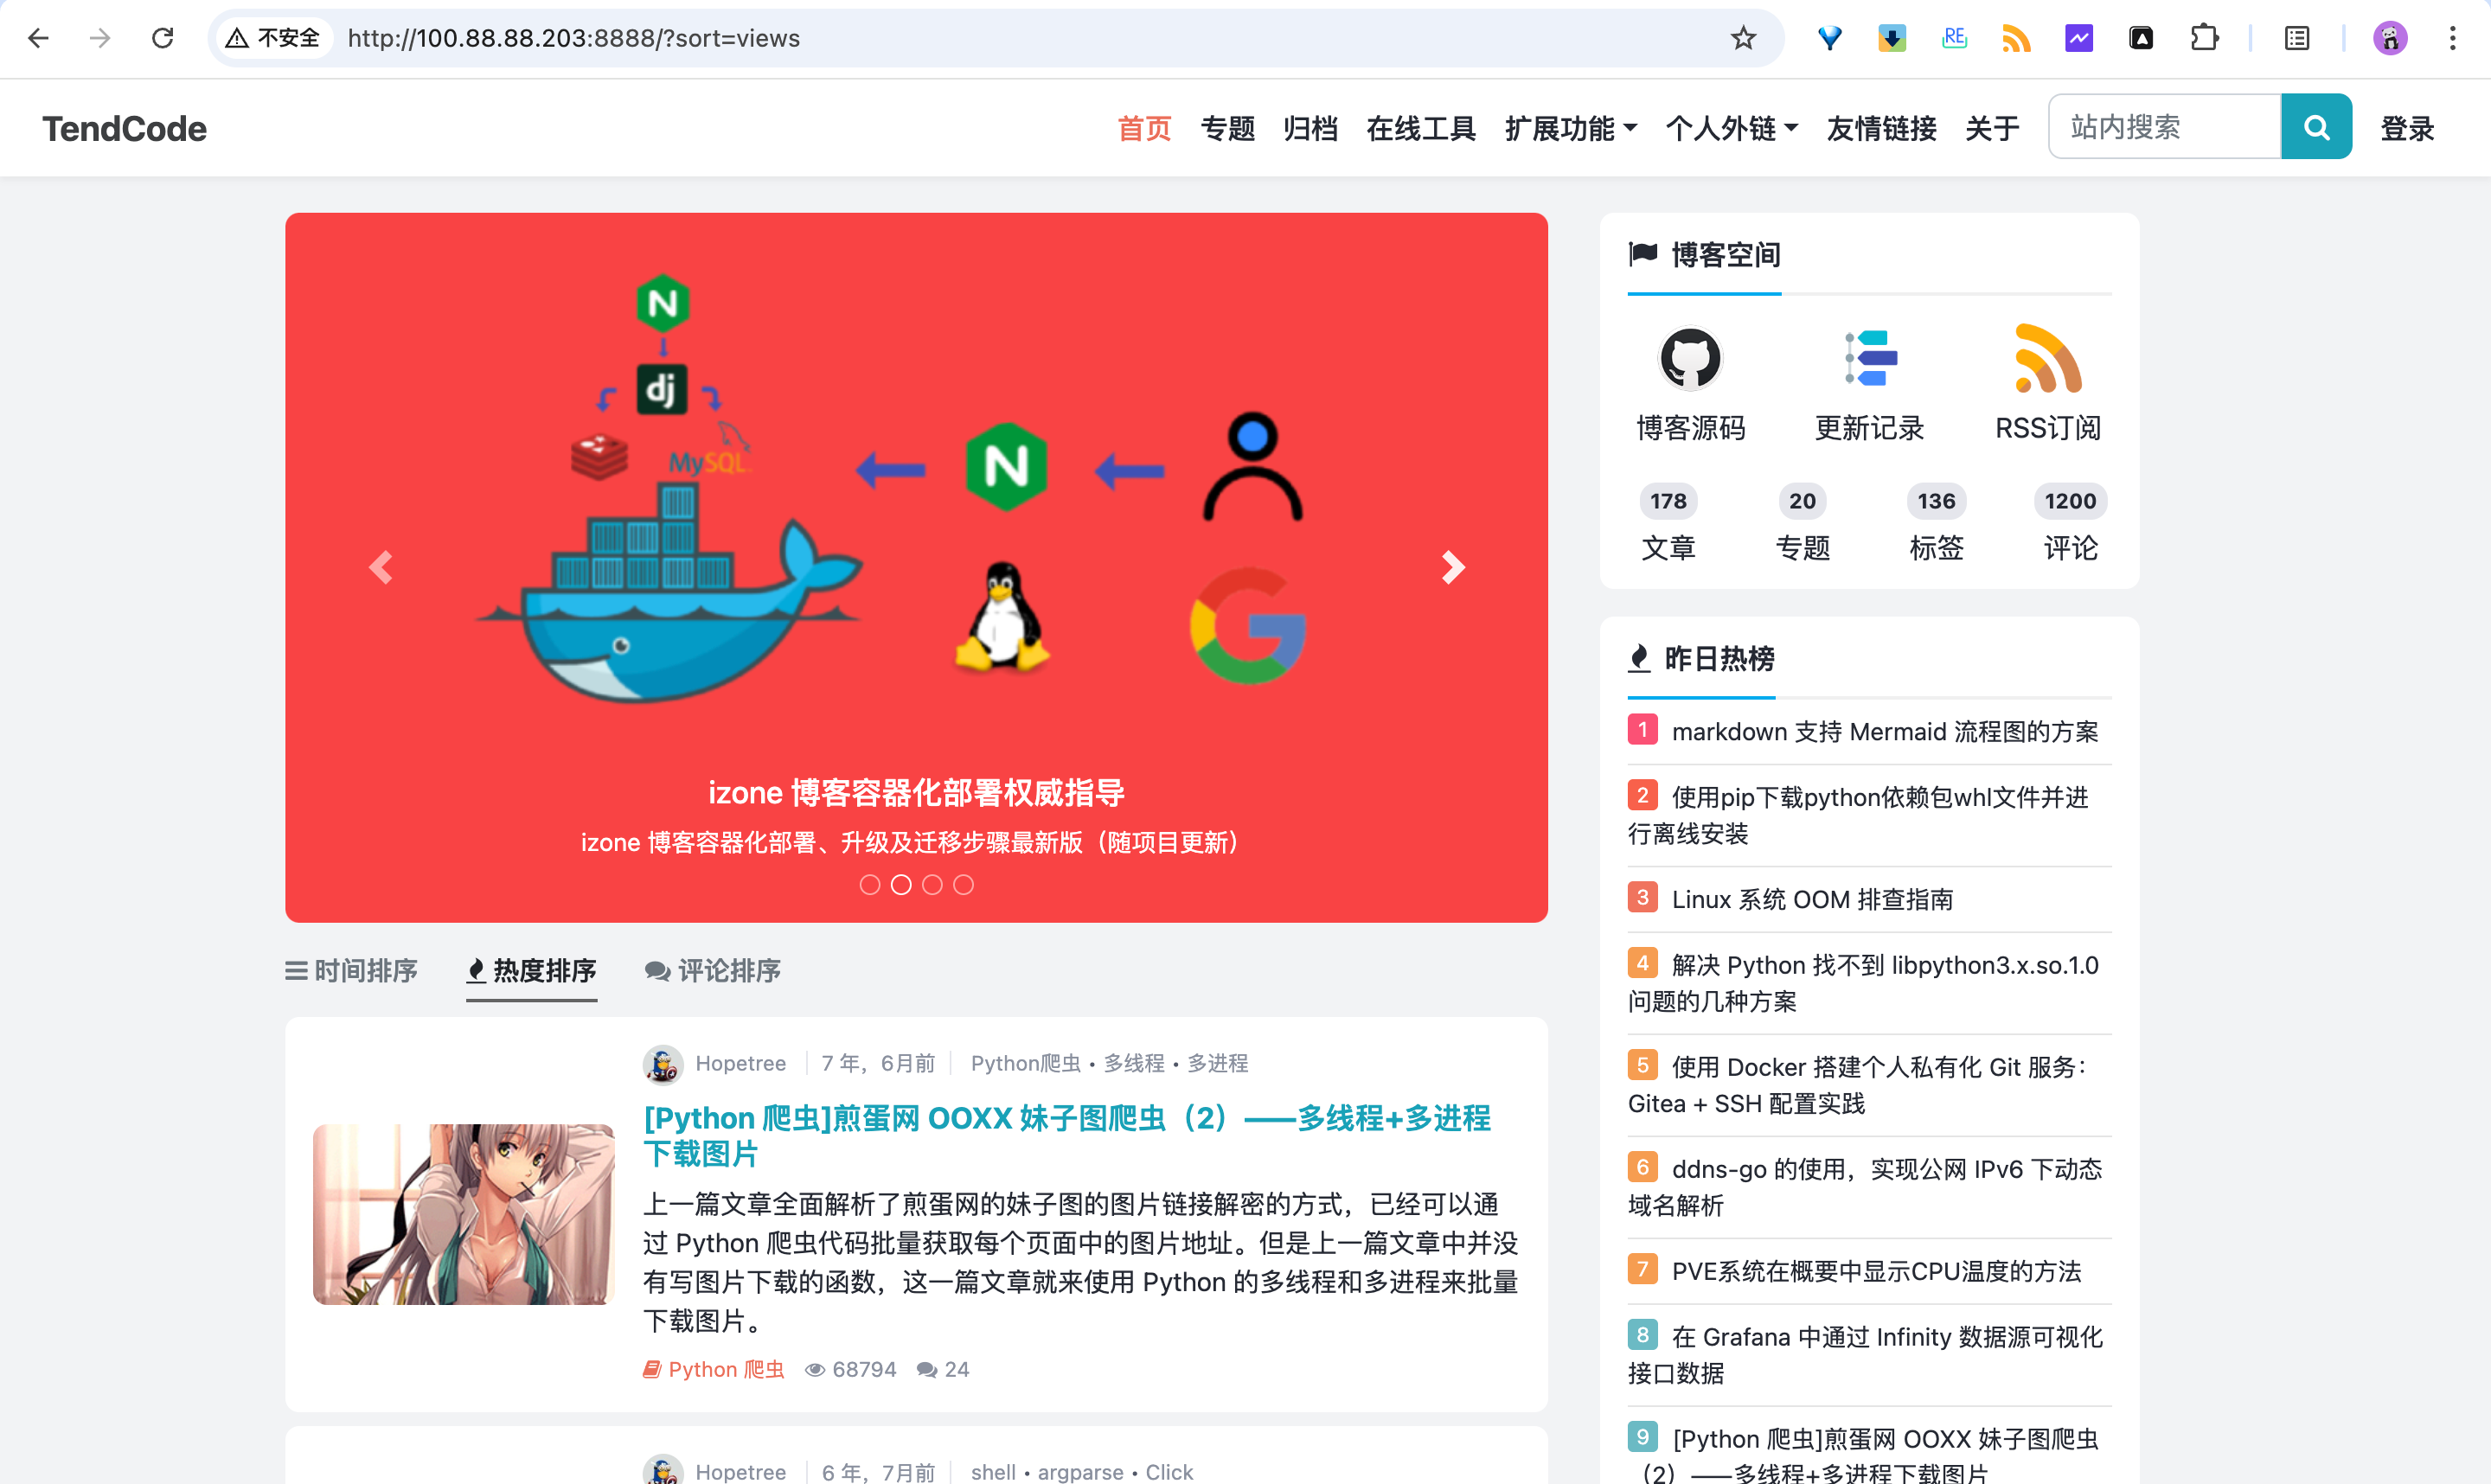 不安全
http://100.88.88.203:8888/?sort=views
RE
TendCode
首页
专题
归档
在线工具
扩展功能
个人外链
友情链接
关于
站内搜索
登录
N
dj
MySQL
N
izone 博客容器化部署权威指导
izone 博客容器化部署、升级及迁移步骤最新版（随项目更新）
时间排序
热度排序
评论排序
Hopetree 7 年，6月前 Python爬虫 • 多线程 • 多进程
[Python 爬虫]煎蛋网 OOXX 妹子图爬虫（2）——多线程+多进程
下载图片
上一篇文章全面解析了煎蛋网的妹子图的图片链接解密的方式，已经可以通
过 Python 爬虫代码批量获取每个页面中的图片地址。但是上一篇文章中并没
有写图片下载的函数，这一篇文章就来使用 Python 的多线程和多进程来批量
下载图片。
Python 爬虫 68794 24
Hopetree 6 年，7月前 shell • argparse • Click
博客空间
博客源码 更新记录 RSS订阅
178 20 136 1200
文章 专题 标签 评论
昨日热榜
1 markdown 支持 Mermaid 流程图的方案
2 使用pip下载python依赖包whl文件并进
行离线安装
3 Linux 系统 OOM 排查指南
4 解决 Python 找不到 libpython3.x.so.1.0
问题的几种方案
5 使用 Docker 搭建个人私有化 Git 服务：
Gitea + SSH 配置实践
6 ddns-go 的使用，实现公网 IPv6 下动态
域名解析
7 PVE系统在概要中显示CPU温度的方法
8 在 Grafana 中通过 Infinity 数据源可视化
接口数据
9 [Python 爬虫]煎蛋网 OOXX 妹子图爬虫
（2）——多线程+多进程下载图片